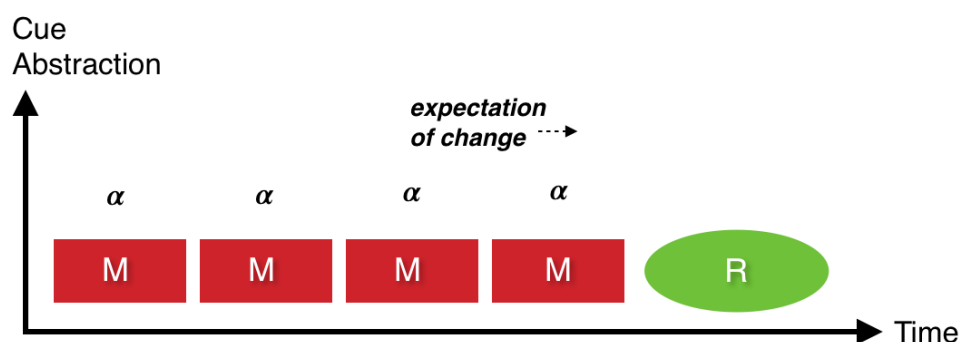 Cue
Abstraction
expectation
of change
α α α α
M M M M R
Time